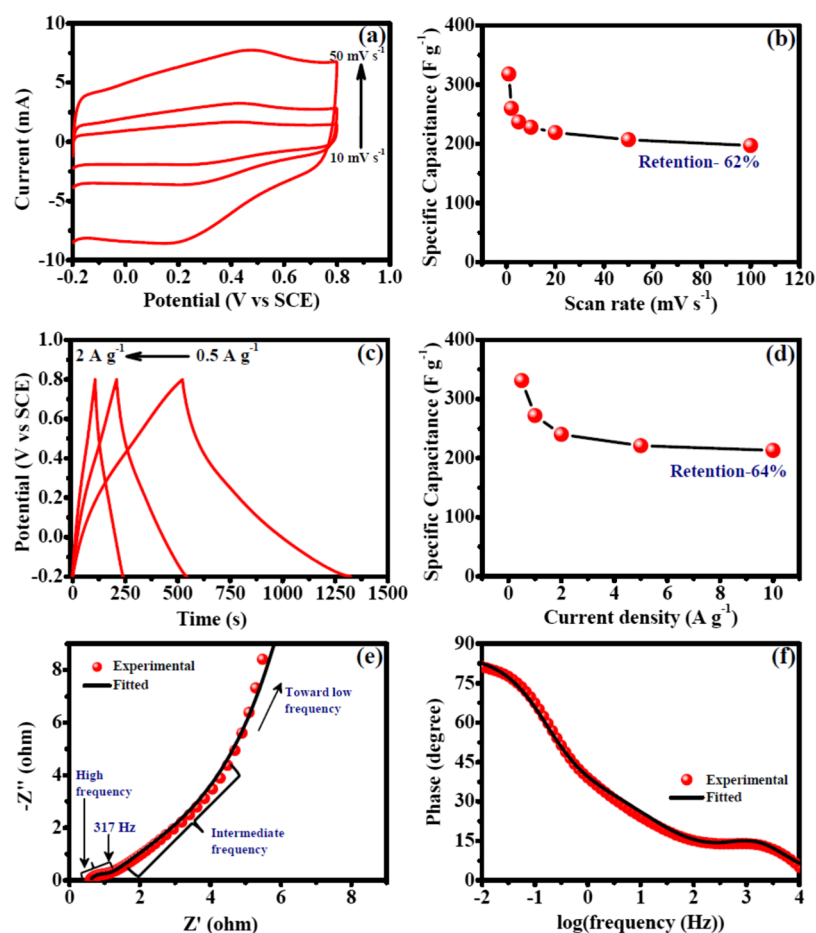 (a)
50 mV s⁻¹
10 mV s⁻¹
10
5
0
-5
-10
Current (mA)
-0.2 0.0 0.2 0.4 0.6 0.8 1.0
Potential (V vs SCE)
(b)
Retention- 62%
400
300
200
100
0
Specific Capacitance (F g⁻¹)
0 20 40 60 80 100 120
Scan rate (mV s⁻¹)
(c)
2 A g⁻¹ 0.5 A g⁻¹
1.0
0.8
0.6
0.4
0.2
0.0
-0.2
Potential (V vs SCE)
0 250 500 750 1000 1250 1500
Time (s)
(d)
Retention-64%
400
300
200
100
0
Specific Capacitance (F g⁻¹)
0 2 4 6 8 10
Current density (A g⁻¹)
(e)
Experimental
Fitted
Toward low
frequency
High
frequency
317 Hz
Intermediate
frequency
8
6
4
2
0
-Z'' (ohm)
0 2 4 6 8
Z' (ohm)
(f)
Experimental
Fitted
90
75
60
45
30
15
0
Phase (degree)
-2 -1 0 1 2 3 4
log(frequency (Hz))